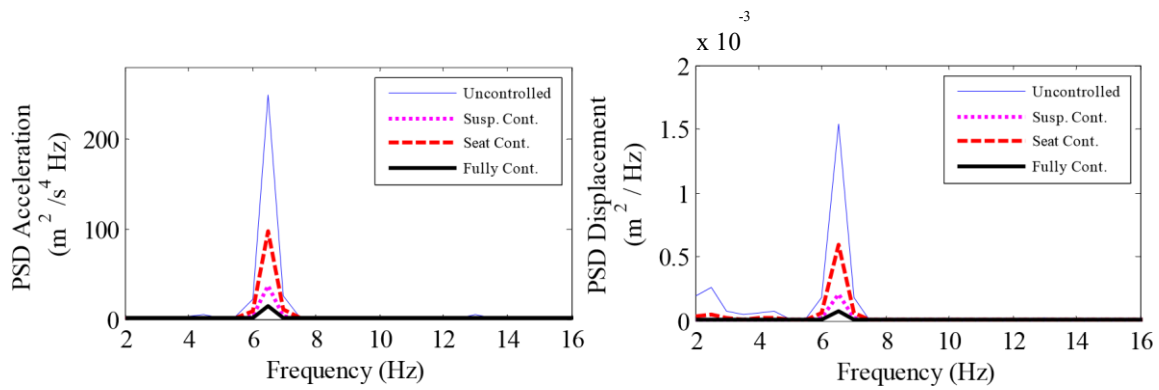 PSD Acceleration
(m² /s⁴ Hz)
200
100
0
Uncontrolled
Susp. Cont.
Seat Cont.
Fully Cont.
2 4 6 8 10 12 14 16
Frequency (Hz)
x 10⁻³
PSD Displacement
(m² / Hz)
2
1.5
1
0.5
0
Uncontrolled
Susp. Cont.
Seat Cont.
Fully Cont.
2 4 6 8 10 12 14 16
Frequency (Hz)